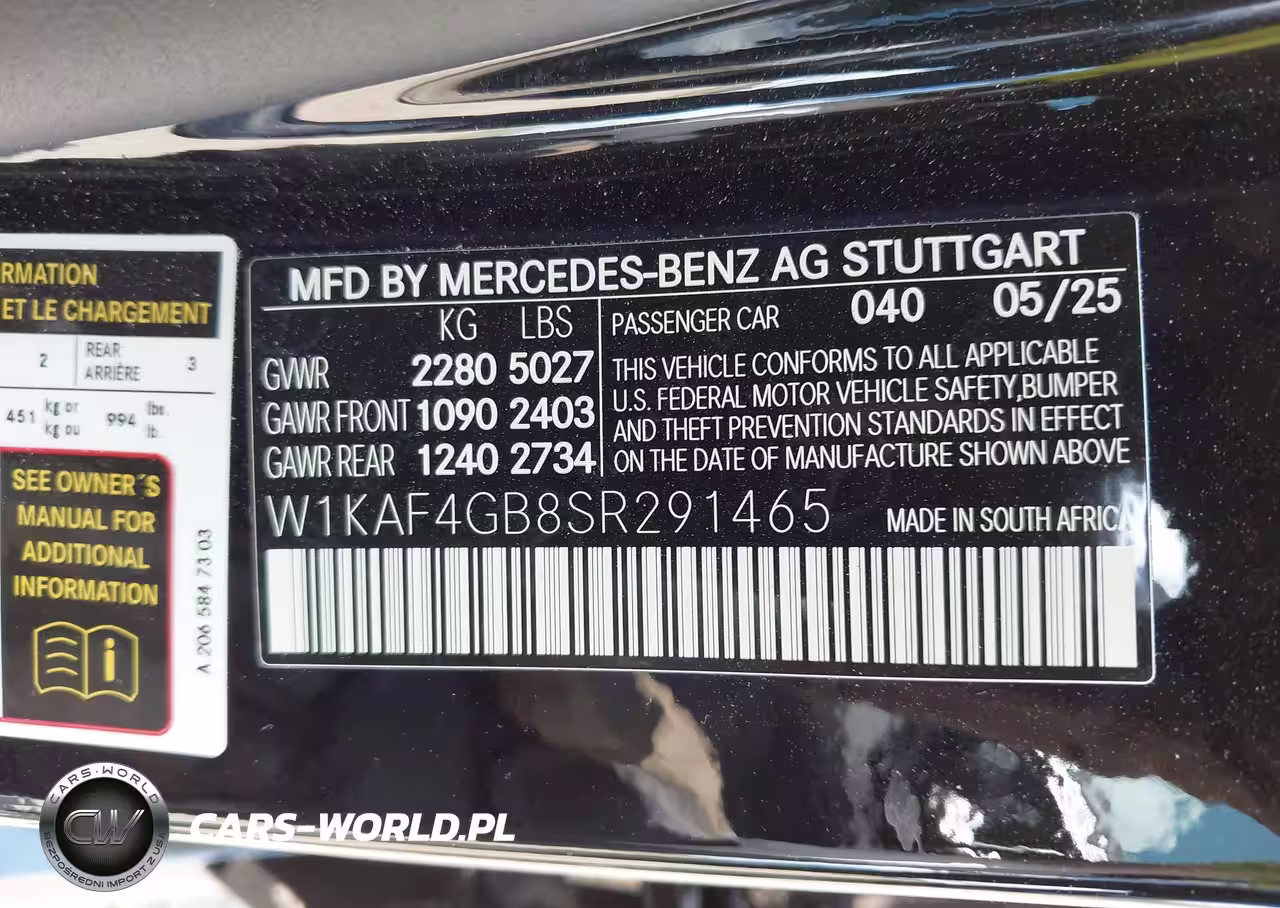 RMATION
ET LE CHARGEMENT
2 REAR ARRIÈRE 3
451 kg or kg ou 994 lbs. lb.
SEE OWNER´S
MANUAL FOR
ADDITIONAL
INFORMATION
A 206 584 73 03
MFD BY MERCEDES-BENZ AG STUTTGART
KG LBS
GVWR 2280 5027
GAWR FRONT 1090 2403
GAWR REAR 1240 2734
PASSENGER CAR 040 05/25
THIS VEHICLE CONFORMS TO ALL APPLICABLE
U.S. FEDERAL MOTOR VEHICLE SAFETY,BUMPER
AND THEFT PREVENTION STANDARDS IN EFFECT
ON THE DATE OF MANUFACTURE SHOWN ABOVE
W1KAF4GB8SR291465 MADE IN SOUTH AFRICA
CARS-WORLD
CW
BEZPOŚREDNI IMPORT Z USA
CARS-WORLD.PL